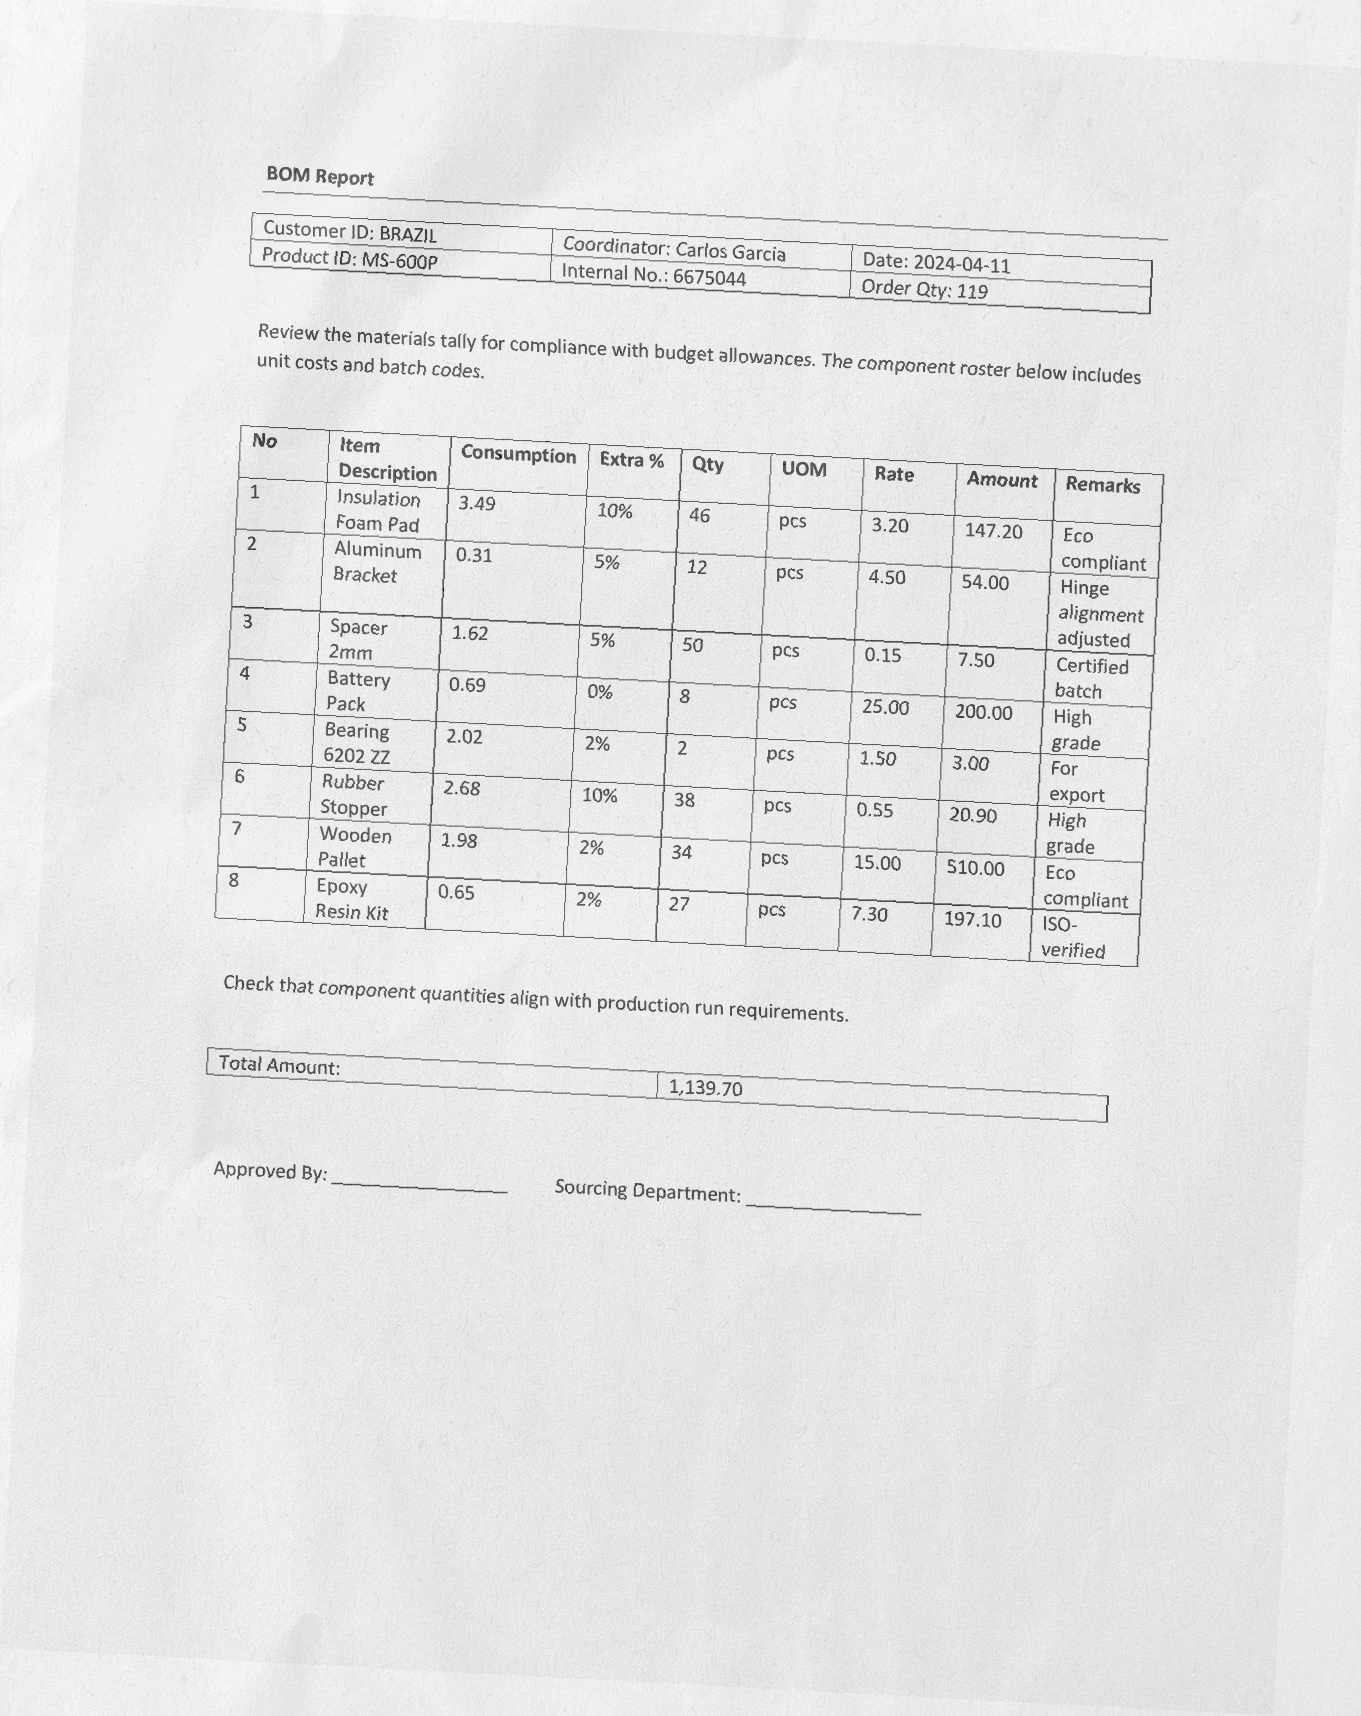 BOM Report
Customer ID: BRAZIL Coordinator: Carlos Garcia Date: 2024-04-11
Product ID: MS-600P Internal No.: 6675044 Order Qty: 119
Review the materials tally for compliance with budget allowances. The component roster below includes
unit costs and batch codes.
No Item Description Consumption Extra % Qty UOM Rate Amount Remarks
1 Insulation Foam Pad 3.49 10% 46 pcs 3.20 147.20 Eco compliant
2 Aluminum Bracket 0.31 5% 12 pcs 4.50 54.00 Hinge alignment adjusted
3 Spacer 2mm 1.62 5% 50 pcs 0.15 7.50 Certified batch
4 Battery Pack 0.69 0% 8 pcs 25.00 200.00 High grade
5 Bearing 6202 ZZ 2.02 2% 2 pcs 1.50 3.00 For export
6 Rubber Stopper 2.68 10% 38 pcs 0.55 20.90 High grade
7 Wooden Pallet 1.98 2% 34 pcs 15.00 510.00 Eco compliant
8 Epoxy Resin Kit 0.65 2% 27 pcs 7.30 197.10 ISO-verified
Check that component quantities align with production run requirements.
Total Amount: 1,139.70
Approved By: ________________ Sourcing Department: ________________